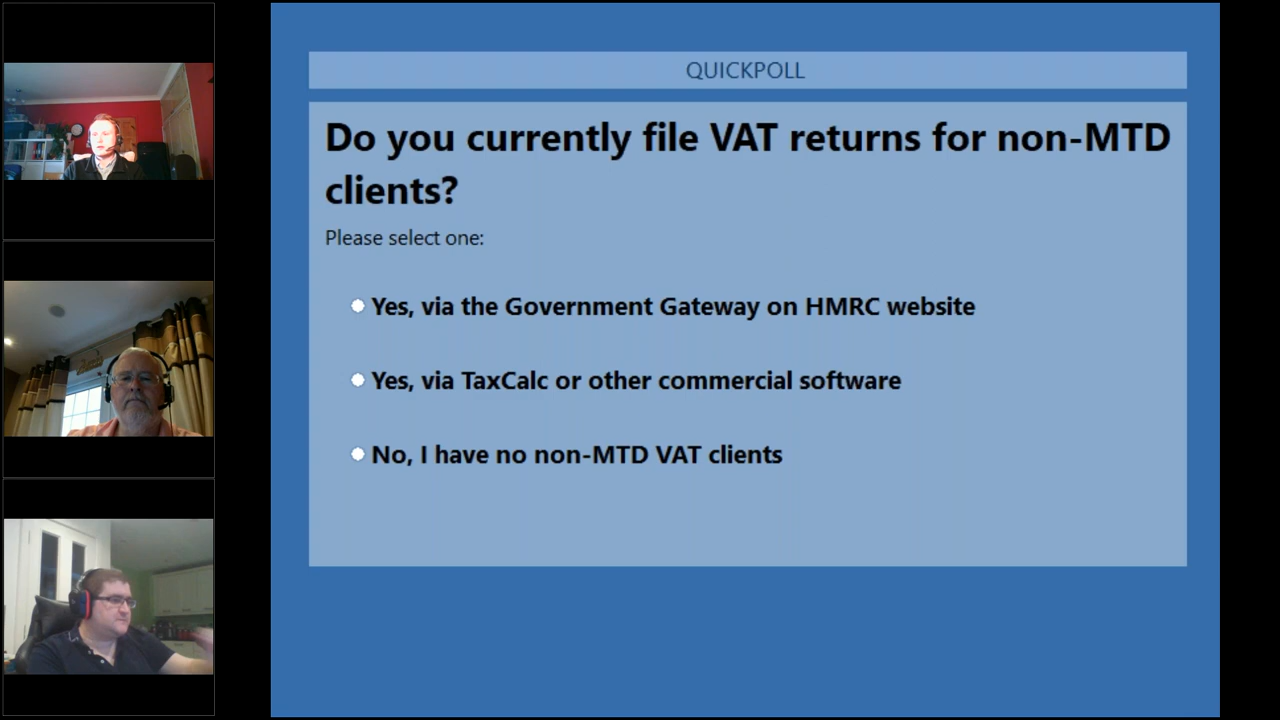 QUICKPOLL
Do you currently file VAT returns for non-MTD
clients?
Please select one:
Yes, via the Government Gateway on HMRC website
Yes, via TaxCalc or other commercial software
No, I have no non-MTD VAT clients